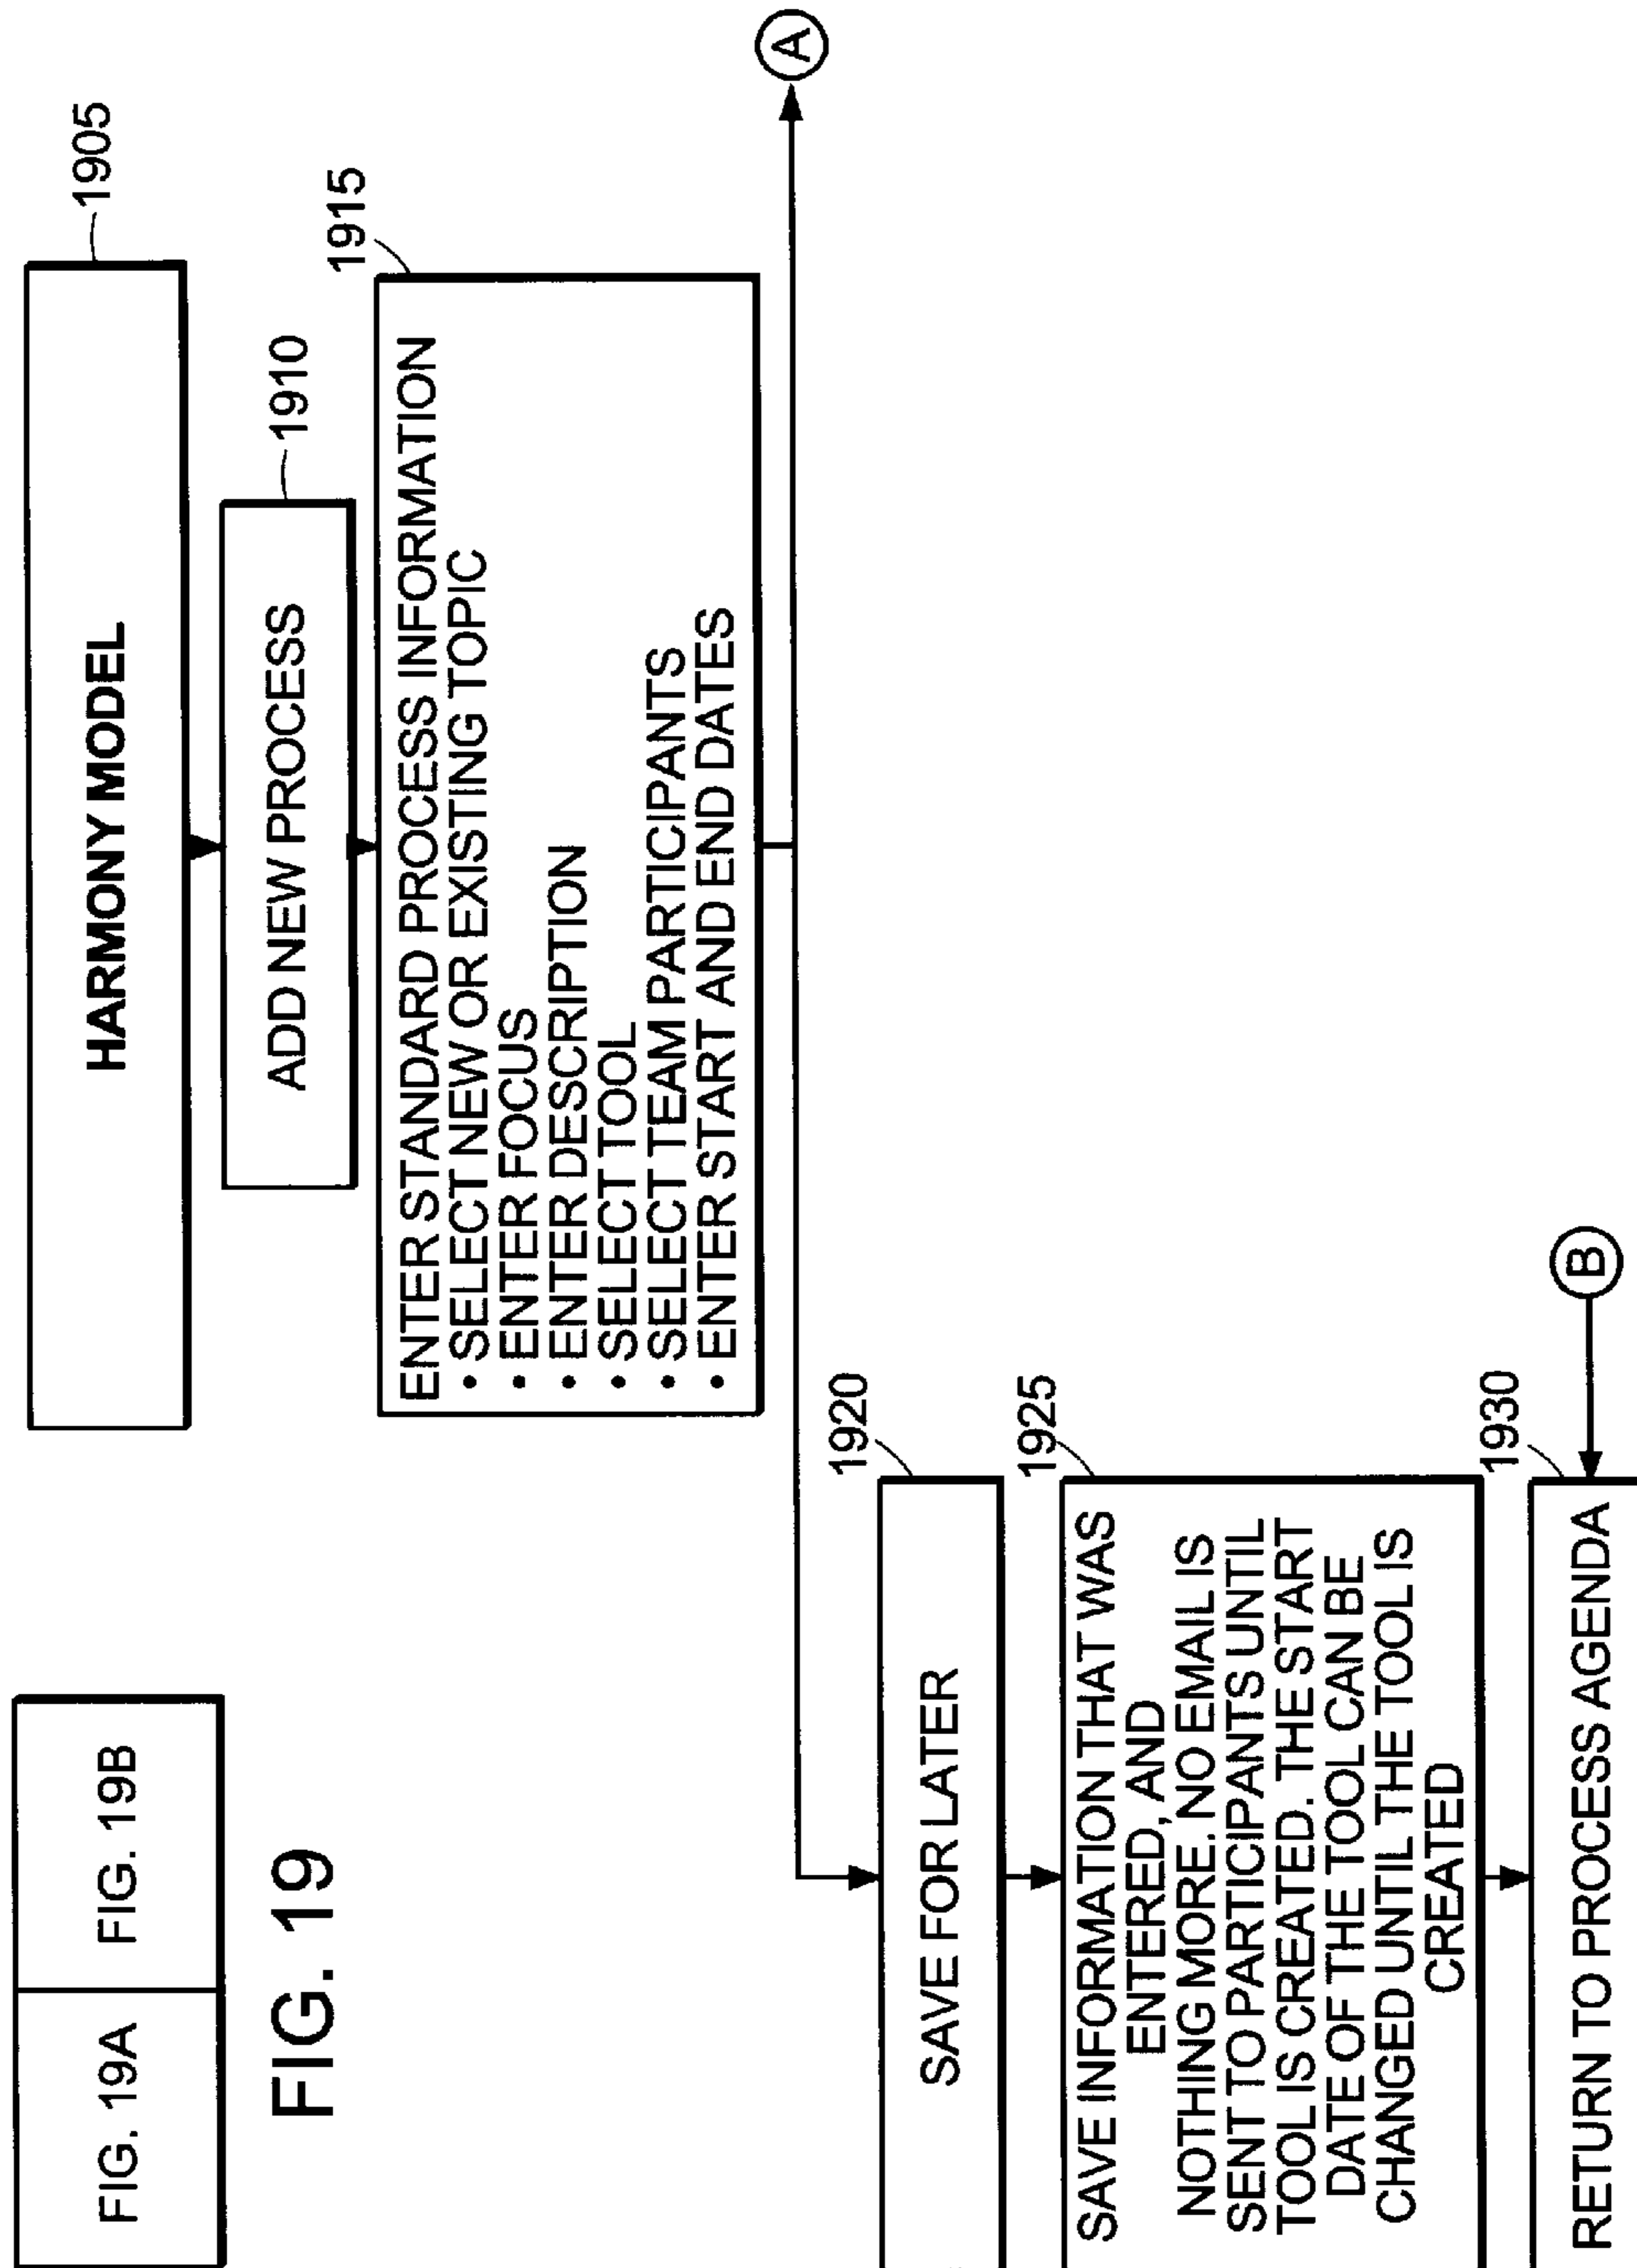 FIG. 19A
FIG. 19B
FIG. 19
HARMONY MODEL
1905
ADD NEW PROCESS
1910
1915
ENTER STANDARD PROCESS INFORMATION
• SELECT NEW OR EXISTING TOPIC
• ENTER FOCUS
• ENTER DESCRIPTION
• SELECT TOOL
• SELECT TEAM PARTICIPANTS
• ENTER START AND END DATES
A
1920
SAVE FOR LATER
1925
SAVE INFORMATION THAT WAS
ENTERED, AND
NOTHING MORE. NO EMAIL IS
SENT TO PARTICIPANTS UNTIL
TOOL IS CREATED. THE START
DATE OF THE TOOL CAN BE
CHANGED UNTIL THE TOOL IS
CREATED
1930
RETURN TO PROCESS AGENDA
B